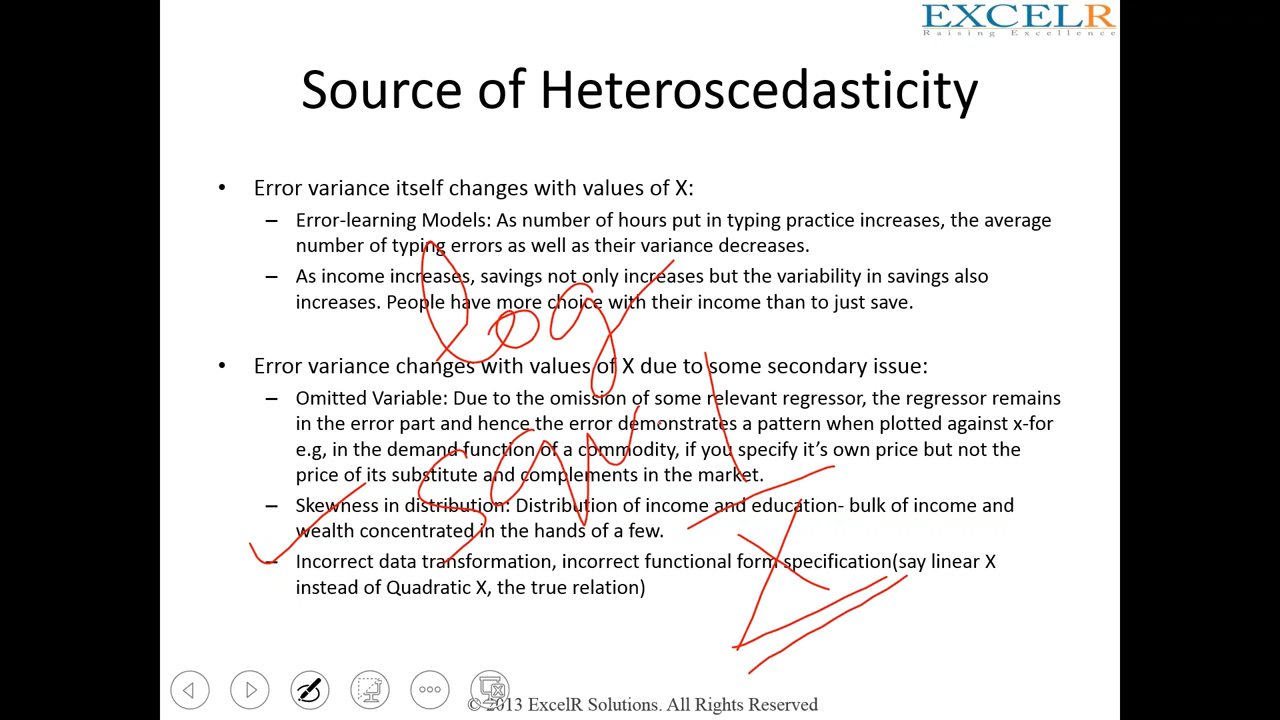 EXCELR
Raising Excellence
Source of Heteroscedasticity
• Error variance itself changes with values of X:
– Error-learning Models: As number of hours put in typing practice increases, the average
number of typing errors as well as their variance decreases.
– As income increases, savings not only increases but the variability in savings also
increases. People have more choice with their income than to just save.
• Error variance changes with values of X due to some secondary issue:
– Omitted Variable: Due to the omission of some relevant regressor, the regressor remains
in the error part and hence the error demonstrates a pattern when plotted against x-for
e.g, in the demand function of a commodity, if you specify it's own price but not the
price of its substitute and complements in the market.
– Skewness in distribution: Distribution of income and education- bulk of income and
wealth concentrated in the hands of a few.
– Incorrect data transformation, incorrect functional form specification(say linear X
instead of Quadratic X, the true relation)
log
1
X
© 2013 ExcelR Solutions. All Rights Reserved